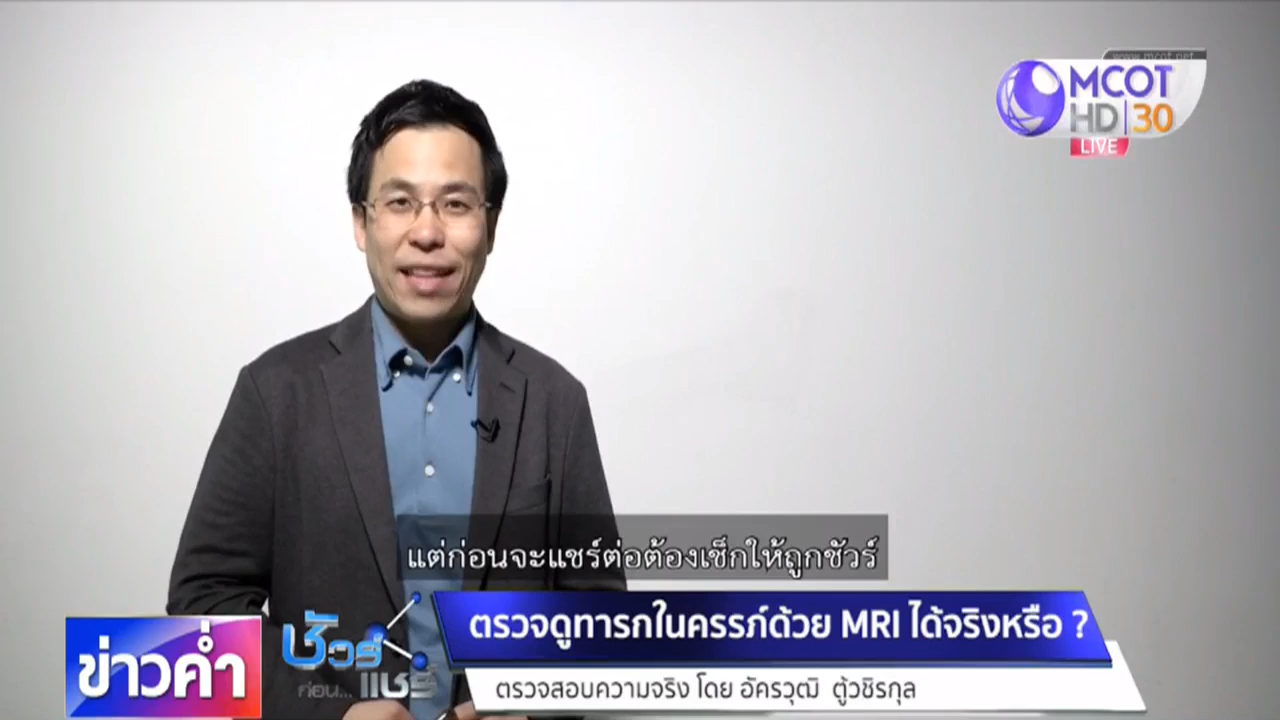 www.mcot.net
MCOT
HD 30
LIVE
แต่ก่อนจะแชร์ต่อต้องเช็กให้ถูกชัวร์
ตรวจดูทารกในครรภ์ด้วย MRI ได้จริงหรือ ?
ชัวร์
ก่อน... แชร์
ข่าวค่ำ
ตรวจสอบความจริง โดย อัครวุฒิ ตู้วชิรกุล